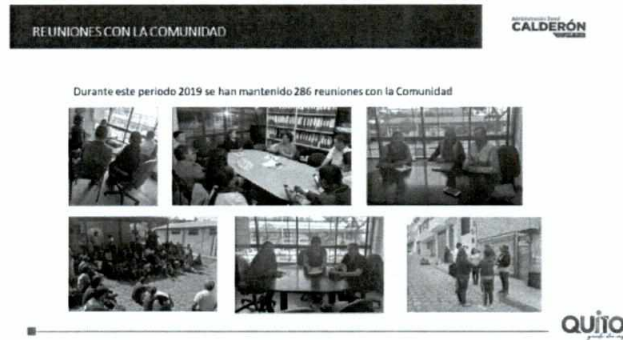 REUNIONES CON LA COMUNIDAD
Administración Zonal
CALDERÓN
Durante este periodo 2019 se han mantenido 286 reuniones con la Comunidad
QUITO